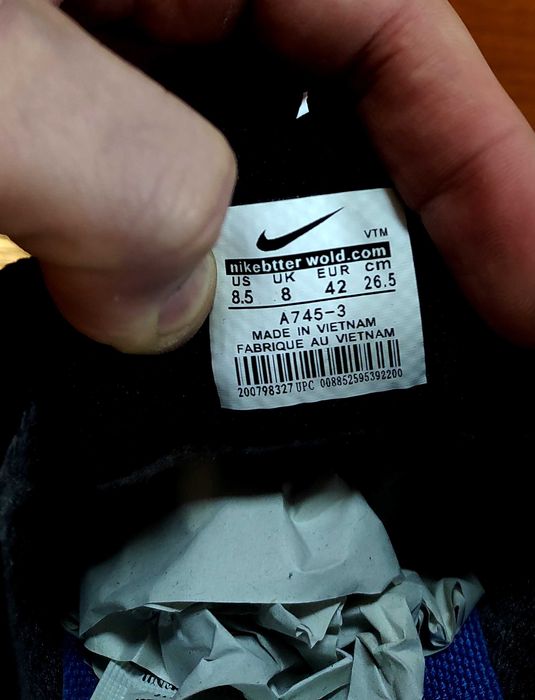 VTM
nikebtter wold.com
US UK EUR cm
8.5 8 42 26.5
A745-3
MADE IN VIETNAM
FABRIQUE AU VIETNAM
200798327 UPC 008852595392200